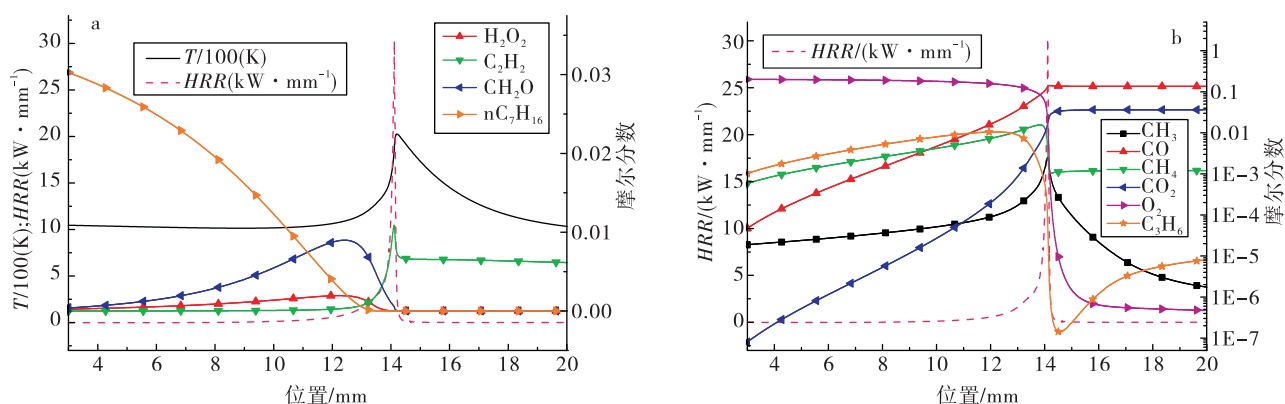 a
T/100(K)
HRR(kW·mm⁻¹)
H₂O₂
C₂H₂
CH₂O
nC₇H₁₆
T/100(K);HRR(kW·mm⁻¹)
30
25
20
15
10
5
0
0.03
0.02
0.01
0.00
摩尔分数
4 6 8 10 12 14 16 18 20
位置/mm
b
HRR/(kW·mm⁻¹)
CH₃
CO
CH₄
CO₂
O₂
C₃H₆
HRR/(kW·mm⁻¹)
30
25
20
15
10
5
0
1
0.1
0.01
1E-3
1E-4
1E-5
1E-6
1E-7
摩尔分数
4 6 8 10 12 14 16 18 20
位置/mm